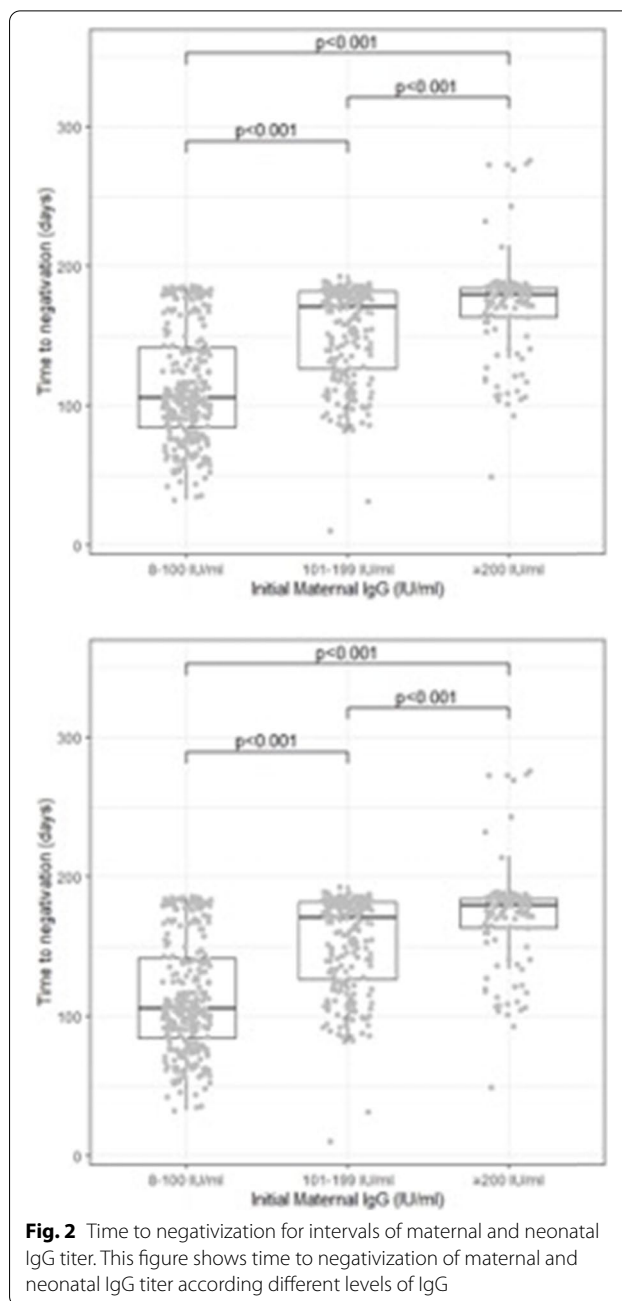 p<0.001
p<0.001
p<0.001
300
200
100
0
Time to negativation (days)
8-100 IU/ml 101-199 IU/ml ≥200 IU/ml
Initial Maternal IgG (IU/ml)
p<0.001
p<0.001
p<0.001
300
200
100
0
Time to negativation (days)
8-100 IU/ml 101-199 IU/ml ≥200 IU/ml
Initial Maternal IgG (IU/ml)
Fig. 2 Time to negativization for intervals of maternal and neonatal
IgG titer. This figure shows time to negativization of maternal and
neonatal IgG titer according different levels of IgG